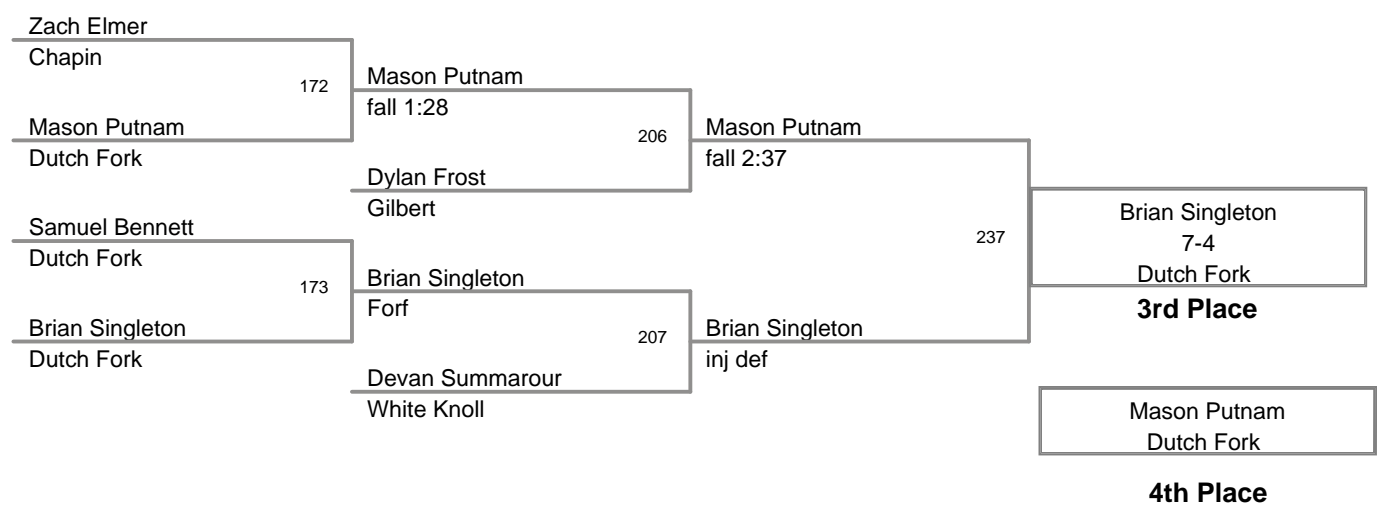 Zach Elmer
Chapin
172
Mason Putnam
fall 1:28
Mason Putnam
Dutch Fork
206
Mason Putnam
fall 2:37
Dylan Frost
Gilbert
Samuel Bennett
Dutch Fork
237
Brian Singleton
7-4
Dutch Fork
3rd Place
173
Brian Singleton
Forf
Brian Singleton
Dutch Fork
207
Brian Singleton
inj def
Devan Summarour
White Knoll
Mason Putnam
Dutch Fork
4th Place